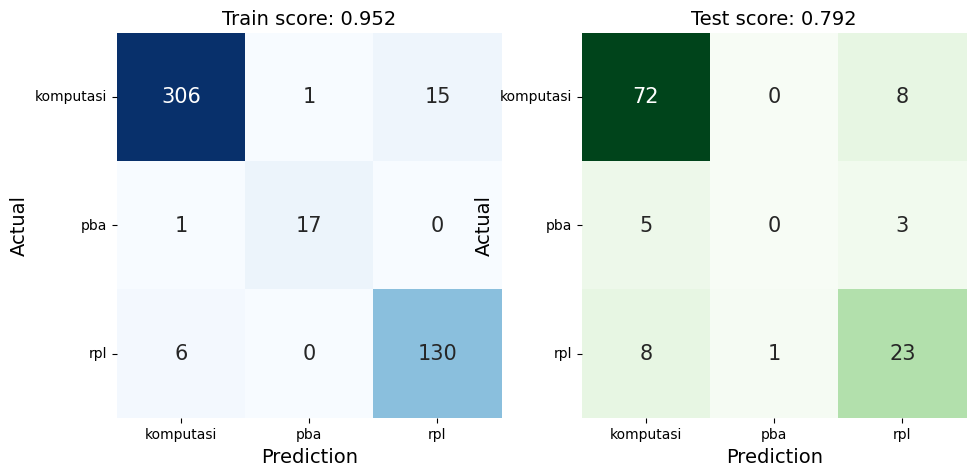 Train score: 0.952
komputasi 306 1 15
pba 1 17 0
rpl 6 0 130
komputasi pba rpl
Prediction
Actual
Test score: 0.792
komputasi 72 0 8
pba 5 0 3
rpl 8 1 23
komputasi pba rpl
Prediction
Actual